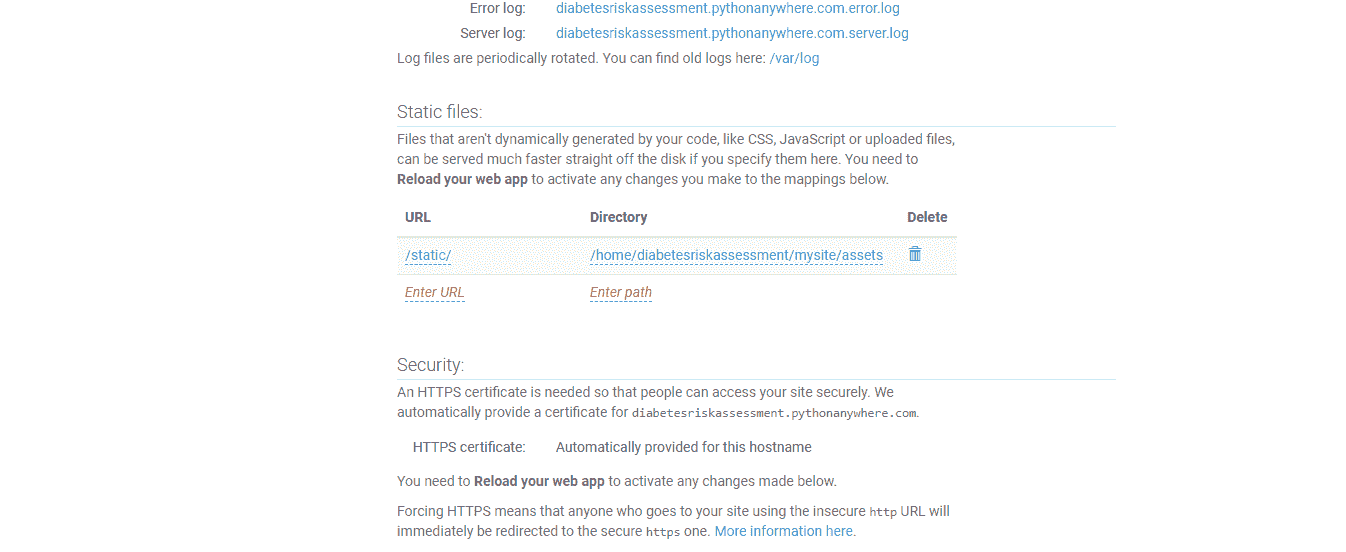 Error log: diabetesriskassessment.pythonanywhere.com.error.log
Server log: diabetesriskassessment.pythonanywhere.com.server.log
Log files are periodically rotated. You can find old logs here: /var/log
Static files:
Files that aren't dynamically generated by your code, like CSS, JavaScript or uploaded files,
can be served much faster straight off the disk if you specify them here. You need to
Reload your web app to activate any changes you make to the mappings below.
URL Directory Delete
/static/ /home/diabetesriskassessment/mysite/assets
Enter URL Enter path
Security:
An HTTPS certificate is needed so that people can access your site securely. We
automatically provide a certificate for diabetesriskassessment.pythonanywhere.com.
HTTPS certificate: Automatically provided for this hostname
You need to Reload your web app to activate any changes made below.
Forcing HTTPS means that anyone who goes to your site using the insecure http URL will
immediately be redirected to the secure https one. More information here.